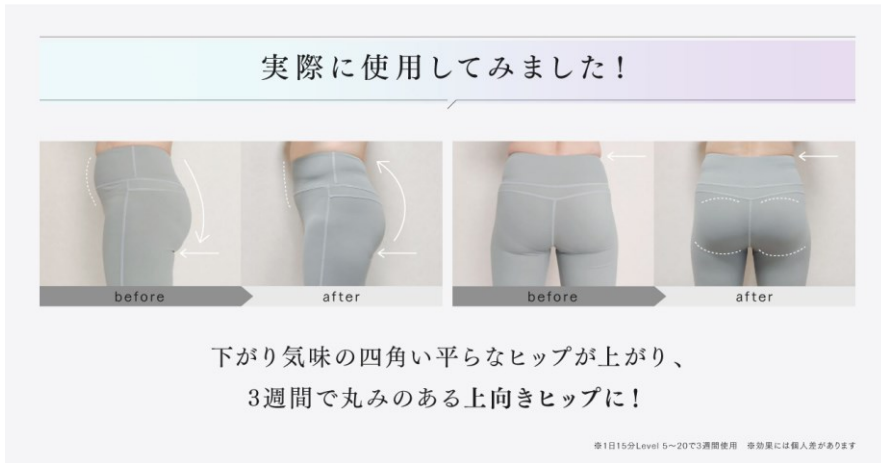 実際に使用してみました！
before
after
before
after
下がり気味の四角い平らなヒップが上がり、
3週間で丸みのある上向きヒップに！
※1日15分Level 5～20で3週間使用　※効果には個人差があります